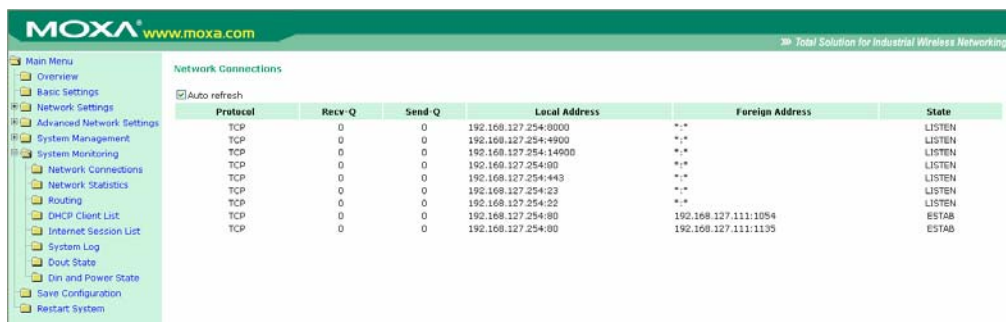 MOXA® www.moxa.com
Total Solution for Industrial Wireless Networking
Main Menu
Overview
Basic Settings
Network Settings
Advanced Network Settings
System Management
System Monitoring
Network Connections
Network Statistics
Routing
DHCP Client List
Internet Session List
System Log
Dout State
Din and Power State
Save Configuration
Restart System
Network Connections
Auto refresh
Protocol Recv-Q Send-Q Local Address Foreign Address State
TCP 0 0 192.168.127.254:8000 *:* LISTEN
TCP 0 0 192.168.127.254:4900 *:* LISTEN
TCP 0 0 192.168.127.254:14900 *:* LISTEN
TCP 0 0 192.168.127.254:80 *:* LISTEN
TCP 0 0 192.168.127.254:443 *:* LISTEN
TCP 0 0 192.168.127.254:23 *:* LISTEN
TCP 0 0 192.168.127.254:22 *:* LISTEN
TCP 0 0 192.168.127.254:80 192.168.127.111:1054 ESTAB
TCP 0 0 192.168.127.254:80 192.168.127.111:1135 ESTAB